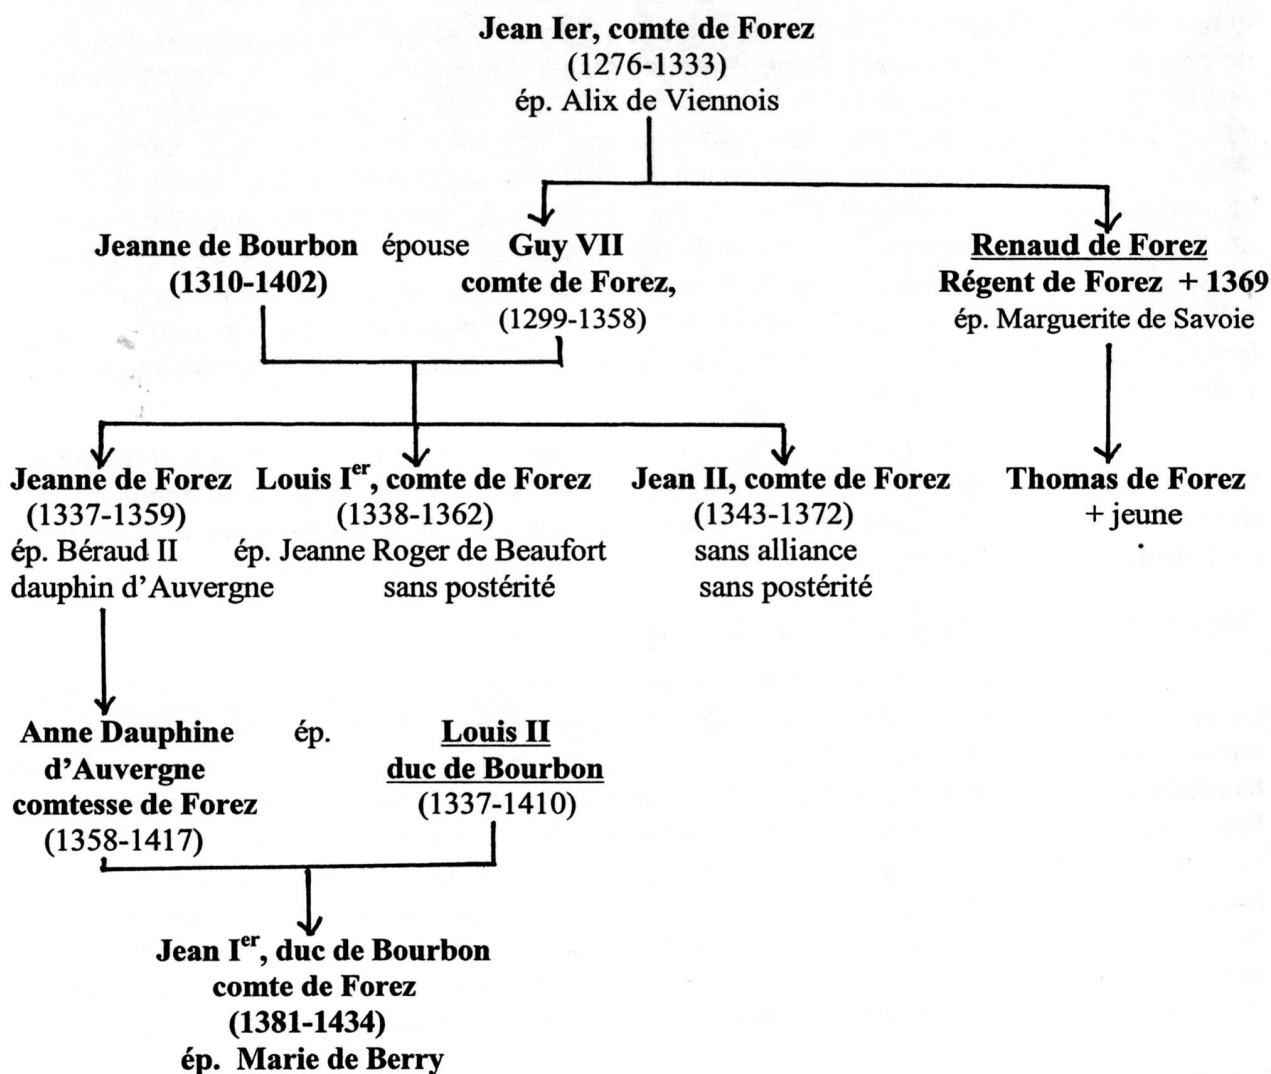 Jean Ier, comte de Forez
(1276-1333)
ép. Alix de Viennois
Jeanne de Bourbon épouse Guy VII
(1310-1402)
comte de Forez,
(1299-1358)
Renaud de Forez
Régent de Forez + 1369
ép. Marguerite de Savoie
Jeanne de Forez
(1337-1359)
ép. Béraud II
dauphin d'Auvergne
Louis Ier, comte de Forez
(1338-1362)
ép. Jeanne Roger de Beaufort
sans postérité
Jean II, comte de Forez
(1343-1372)
sans alliance
sans postérité
Thomas de Forez
+ jeune
Anne Dauphine
d'Auvergne
comtesse de Forez
(1358-1417)
ép.
Louis II
duc de Bourbon
(1337-1410)
Jean Ier, duc de Bourbon
comte de Forez
(1381-1434)
ép. Marie de Berry